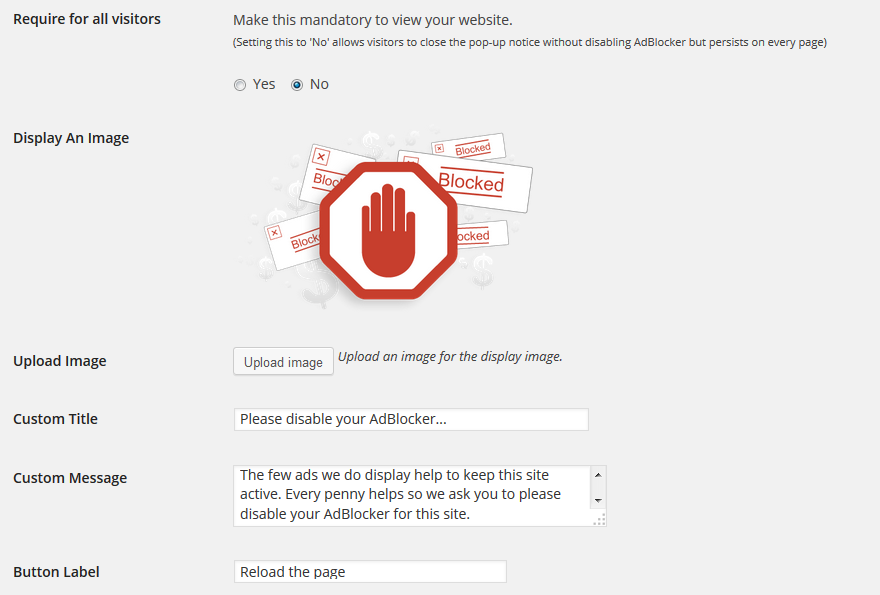 Require for all visitors
Make this mandatory to view your website.
(Setting this to 'No' allows visitors to close the pop-up notice without disabling AdBlocker but persists on every page)
Yes No
Display An Image
Blocked
Bloc
Blocked
Block
ocked
Upload Image
Upload image
Upload an image for the display image.
Custom Title
Please disable your AdBlocker...
Custom Message
The few ads we do display help to keep this site
active. Every penny helps so we ask you to please
disable your AdBlocker for this site.
Button Label
Reload the page